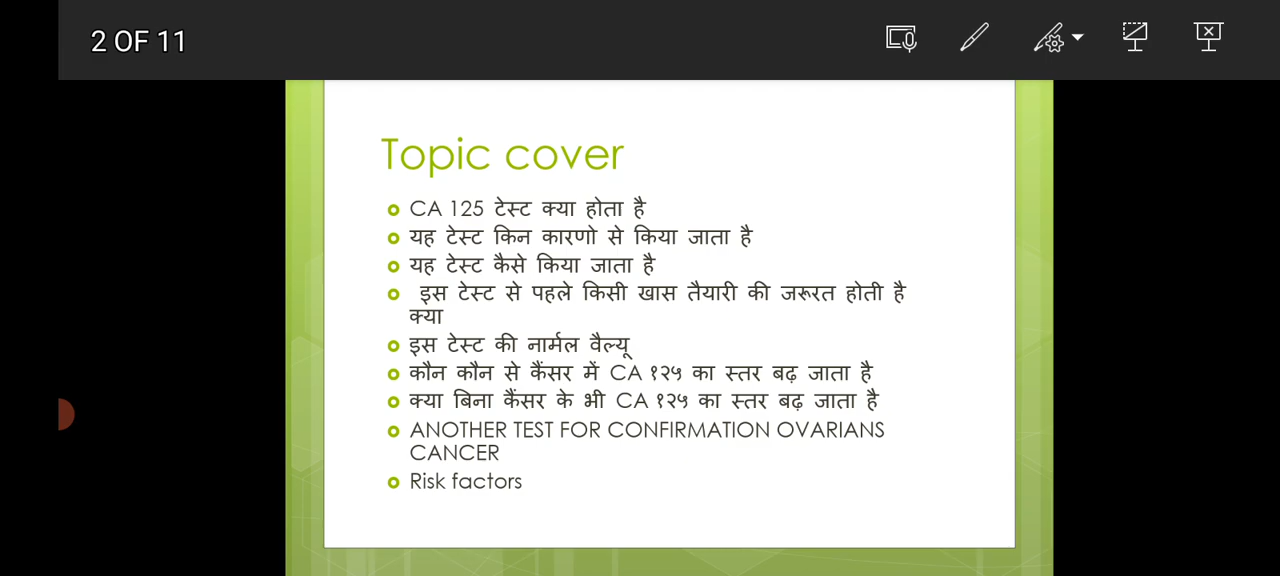 2 OF 11
Topic cover
CA 125 टेस्ट क्या होता है
यह टेस्ट किन कारणो से किया जाता है
यह टेस्ट कैसे किया जाता है
इस टेस्ट से पहले किसी खास तैयारी की जरूरत होती है
क्या
इस टेस्ट की नार्मल वैल्यू
कौन कौन से कैंसर में CA १२५ का स्तर बढ़ जाता है
क्या बिना कैंसर के भी CA १२५ का स्तर बढ़ जाता है
ANOTHER TEST FOR CONFIRMATION OVARIANS
CANCER
Risk factors